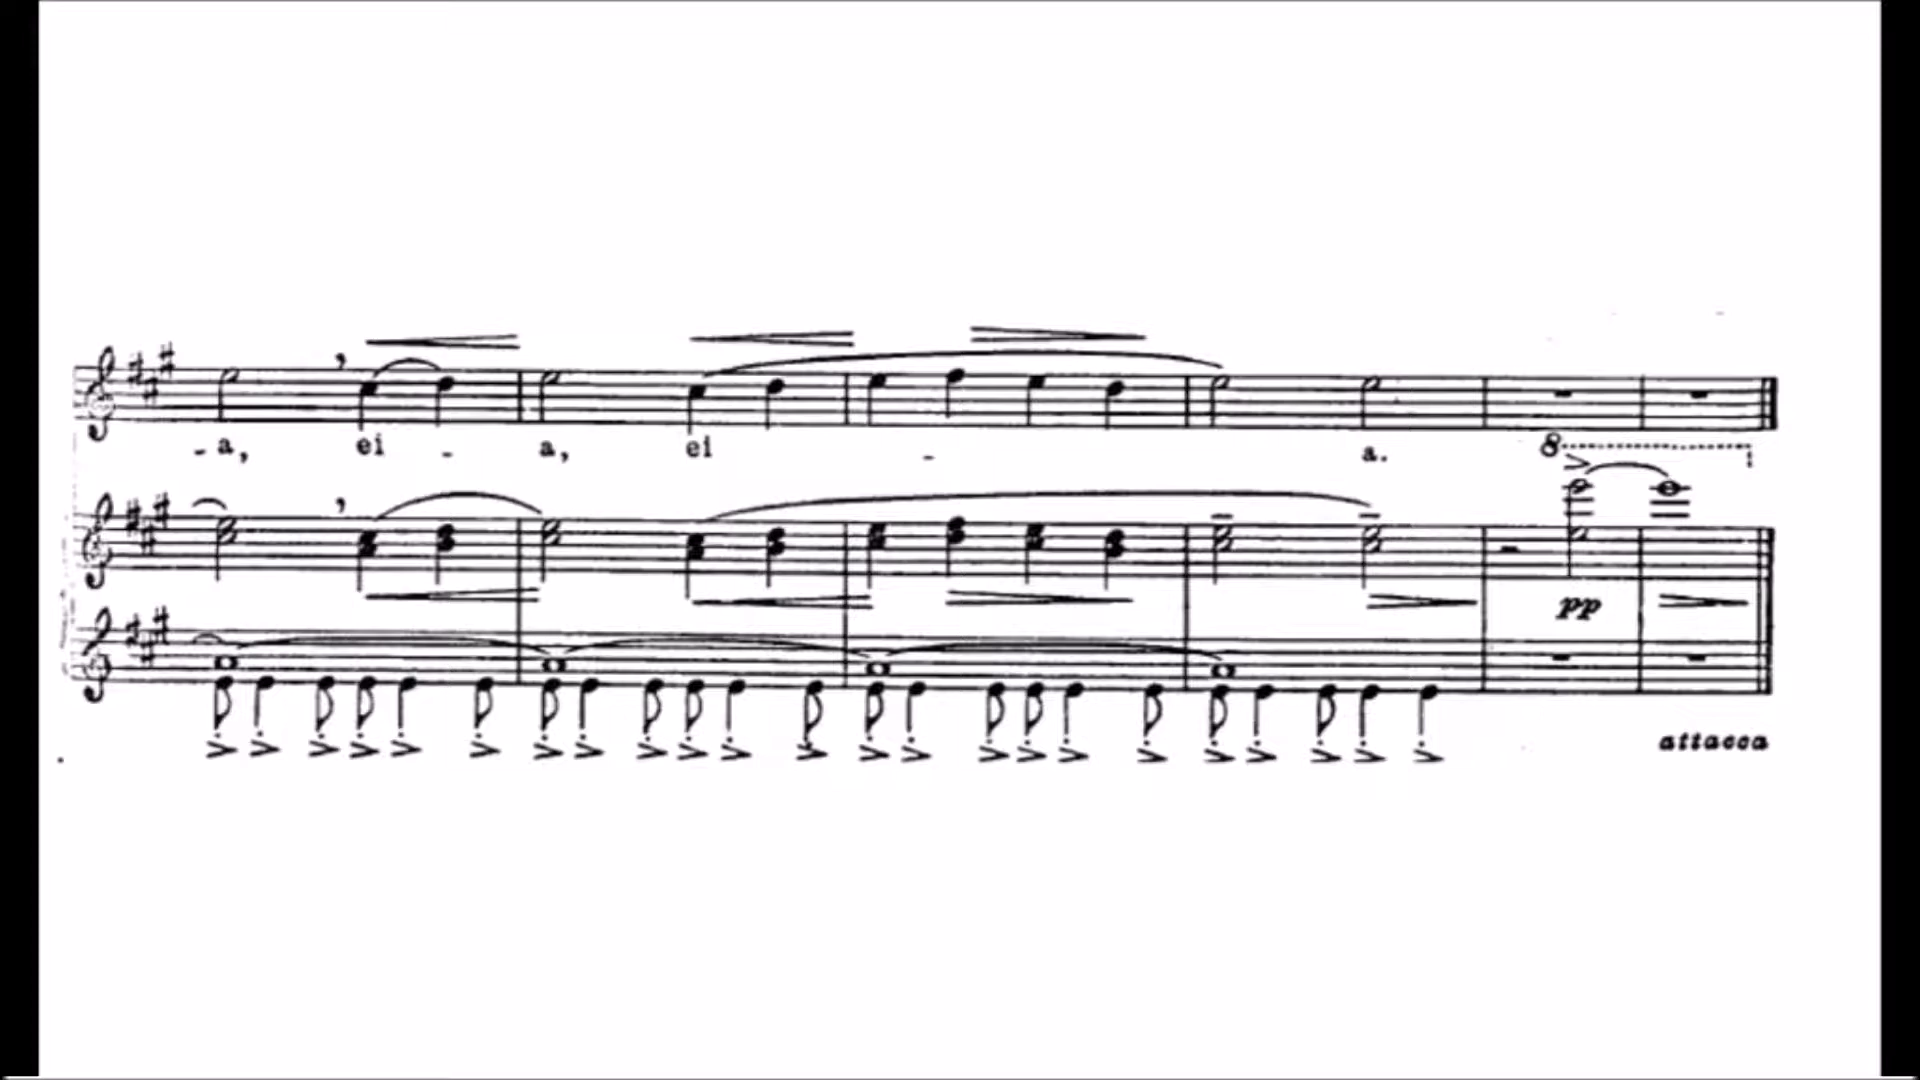 -a, ei - a, ei - a.
8
pp
attacca